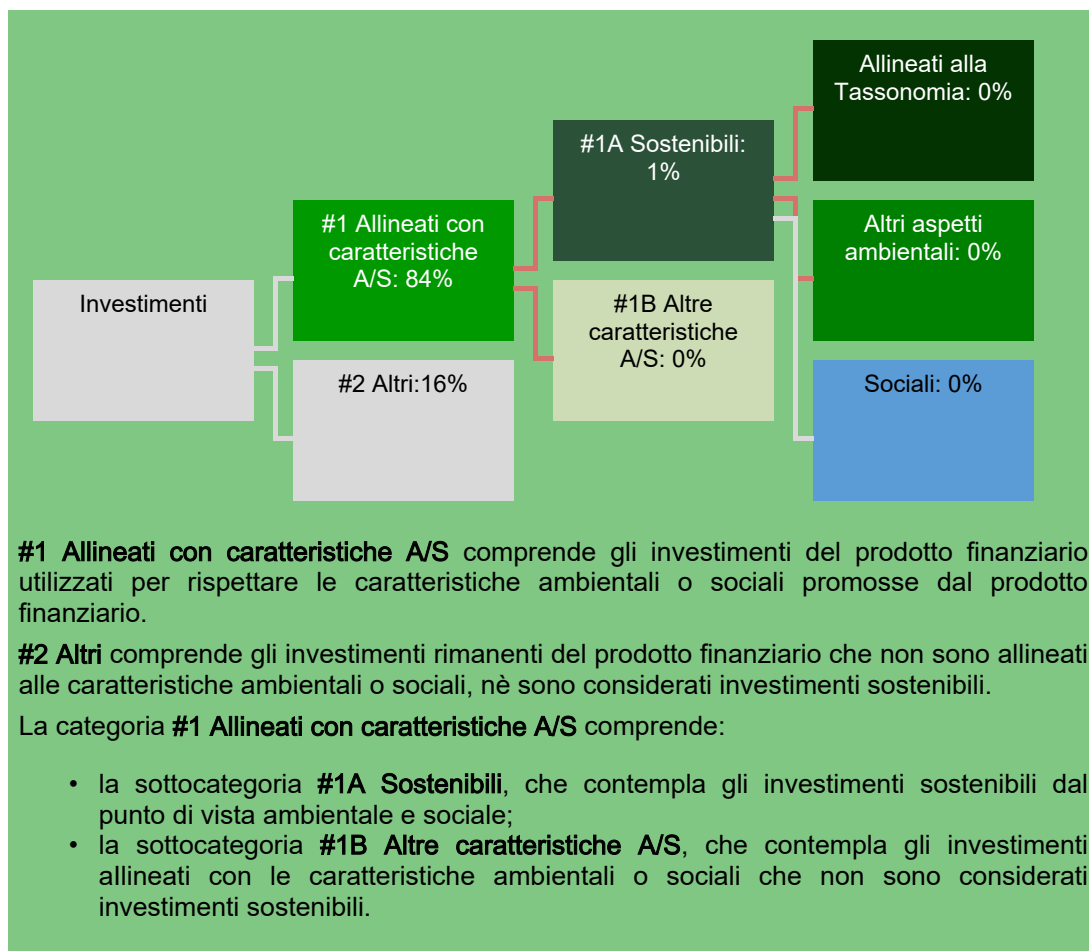 Allineati alla
Tassonomia: 0%
#1A Sostenibili:
1%
#1 Allineati con
caratteristiche
A/S: 84%
Altri aspetti
ambientali: 0%
Investimenti
#1B Altre
caratteristiche
A/S: 0%
#2 Altri:16%
Sociali: 0%
#1 Allineati con caratteristiche A/S comprende gli investimenti del prodotto finanziario
utilizzati per rispettare le caratteristiche ambientali o sociali promosse dal prodotto
finanziario.
#2 Altri comprende gli investimenti rimanenti del prodotto finanziario che non sono allineati
alle caratteristiche ambientali o sociali, nè sono considerati investimenti sostenibili.
La categoria #1 Allineati con caratteristiche A/S comprende:
• la sottocategoria #1A Sostenibili, che contempla gli investimenti sostenibili dal
punto di vista ambientale e sociale;
• la sottocategoria #1B Altre caratteristiche A/S, che contempla gli investimenti
allineati con le caratteristiche ambientali o sociali che non sono considerati
investimenti sostenibili.